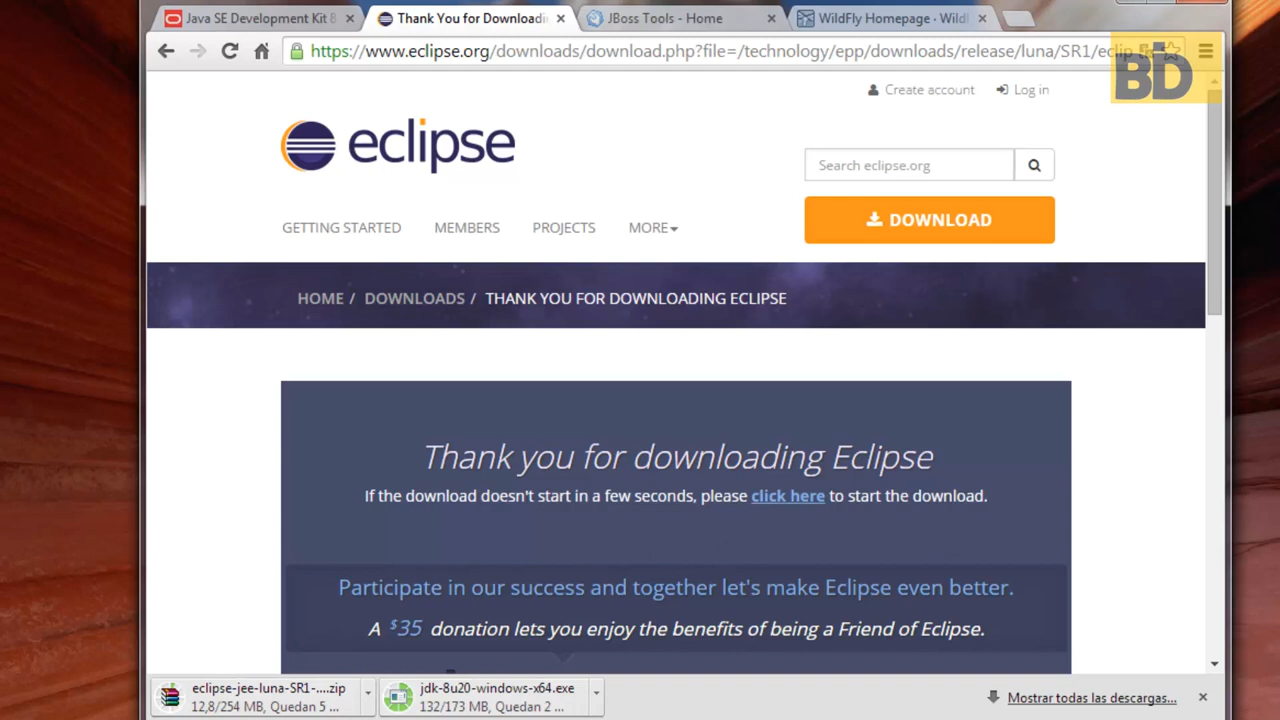 Java SE Development Kit 8
Thank You for Downloadi
JBoss Tools - Home
WildFly Homepage · Wildf
https://www.eclipse.org/downloads/download.php?file=/technology/epp/downloads/release/luna/SR1/eclip
BD
Create account
Log in
eclipse
Search eclipse.org
DOWNLOAD
GETTING STARTED
MEMBERS
PROJECTS
MORE
HOME / DOWNLOADS / THANK YOU FOR DOWNLOADING ECLIPSE
Thank you for downloading Eclipse
If the download doesn't start in a few seconds, please click here to start the download.
Participate in our success and together let's make Eclipse even better.
A $35 donation lets you enjoy the benefits of being a Friend of Eclipse.
eclipse-jee-luna-SR1-....zip
12,8/254 MB, Quedan 5 ...
jdk-8u20-windows-x64.exe
132/173 MB, Quedan 2 ...
Mostrar todas las descargas...